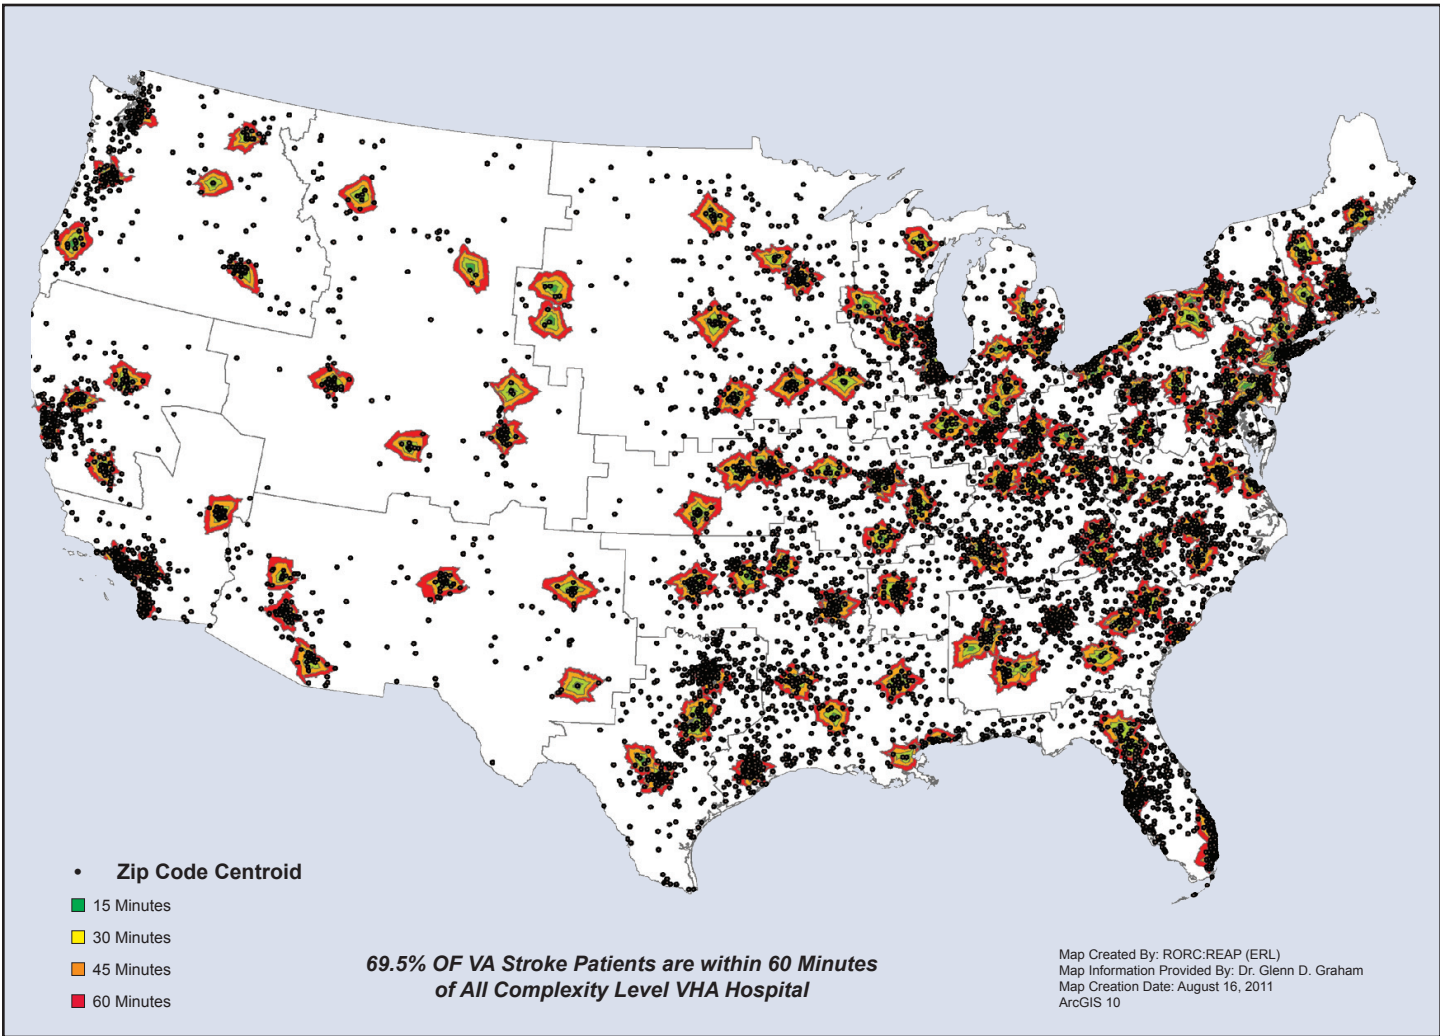 Zip Code Centroid
15 Minutes
30 Minutes
45 Minutes
60 Minutes
69.5% OF VA Stroke Patients are within 60 Minutes
of All Complexity Level VHA Hospital
Map Created By: RORC:REAP (ERL)
Map Information Provided By: Dr. Glenn D. Graham
Map Creation Date: August 16, 2011
ArcGIS 10